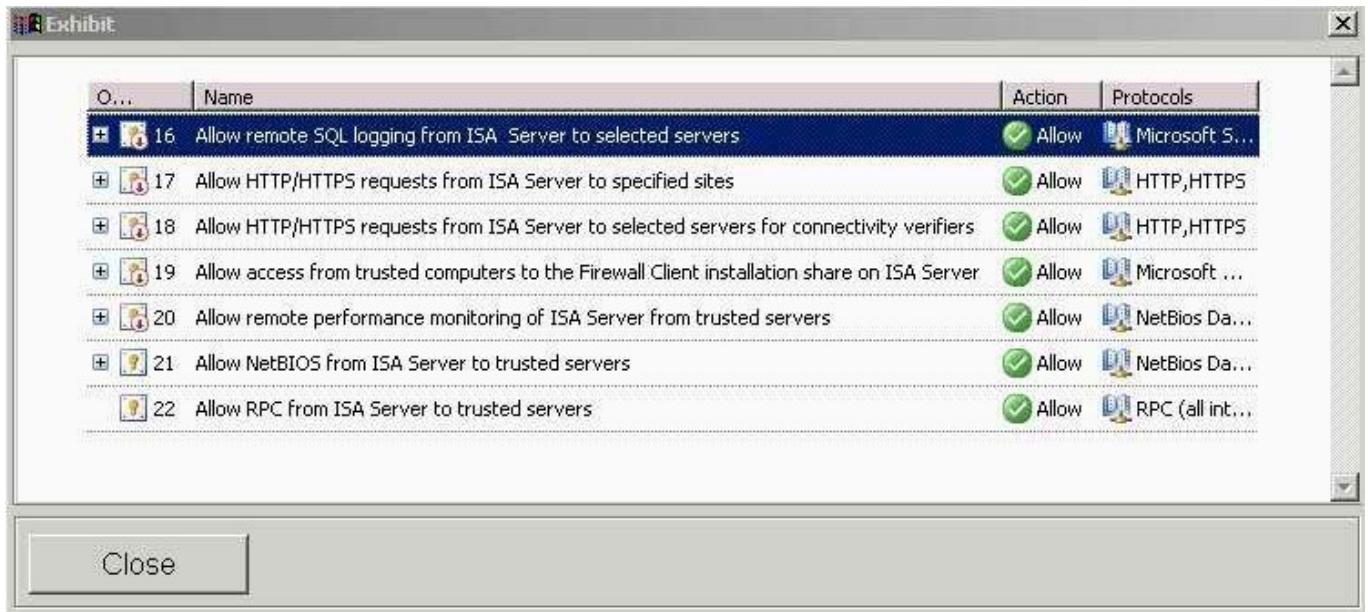 Exhibit
O... Name Action Protocols
16 Allow remote SQL logging from ISA Server to selected servers Allow Microsoft S...
17 Allow HTTP/HTTPS requests from ISA Server to specified sites Allow HTTP,HTTPS
18 Allow HTTP/HTTPS requests from ISA Server to selected servers for connectivity verifiers Allow HTTP,HTTPS
19 Allow access from trusted computers to the Firewall Client installation share on ISA Server Allow Microsoft ...
20 Allow remote performance monitoring of ISA Server from trusted servers Allow NetBios Da...
21 Allow NetBIOS from ISA Server to trusted servers Allow NetBios Da...
22 Allow RPC from ISA Server to trusted servers Allow RPC (all int...
Close